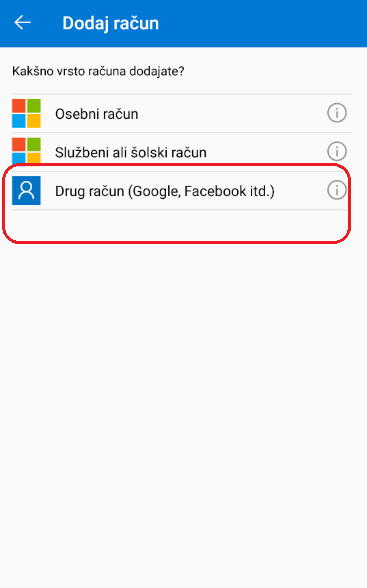 Dodaj račun
Kakšno vrsto računa dodajate?
Osebni račun
Službeni ali šolski račun
Drug račun (Google, Facebook itd.)